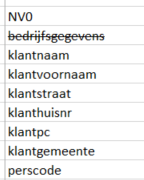 NV0
bedrijfsgegevens
klantnaam
klantvoornaam
klantstraat
klanthuisnr
klantpc
klantgemeente
perscode